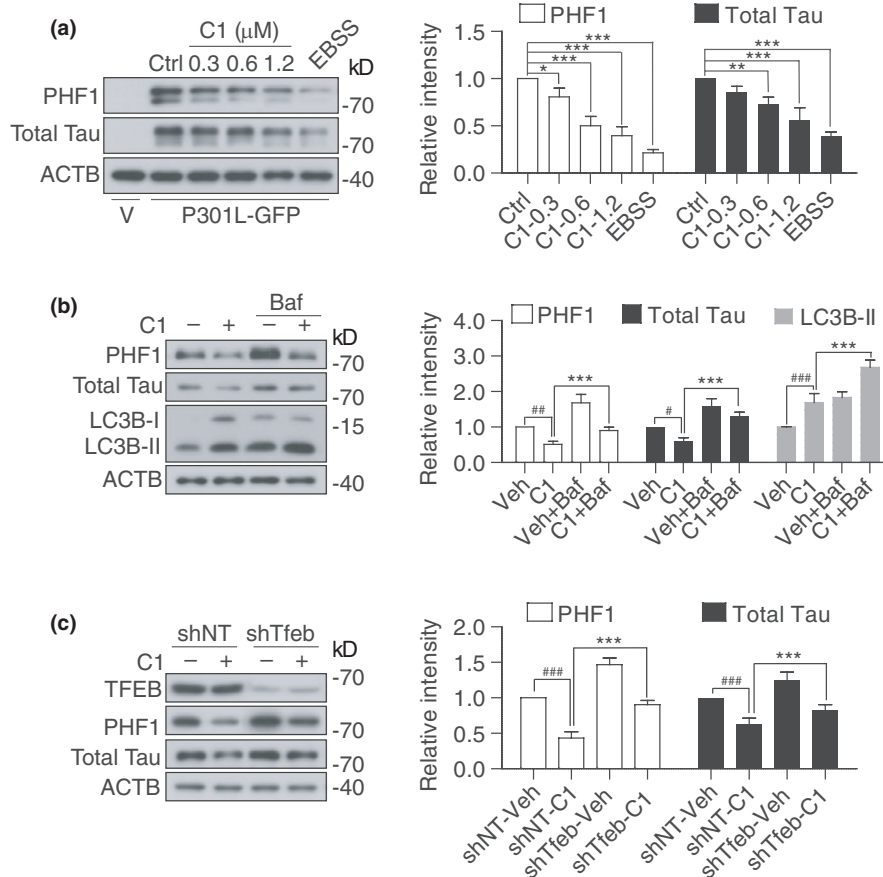 (a)
C1 (μM)
Ctrl 0.3 0.6 1.2 EBSS
kD
PHF1
-70
Total Tau
-70
ACTB
-40
V
P301L-GFP
PHF1 Total Tau
Relative intensity
1.5
1.0
0.5
0.0
* *** *** ***
** *** ***
Ctrl C1-0.3 C1-0.6 C1-1.2 EBSS
Ctrl C1-0.3 C1-0.6 C1-1.2 EBSS
(b)
Baf
C1 − + − +
kD
PHF1
-70
Total Tau
-70
LC3B-I
-15
LC3B-II
ACTB
-40
PHF1 Total Tau LC3B-II
Relative intensity
4.0
3.0
2.0
1.0
0.0
## ***
# ***
### ***
Veh C1 Veh+Baf C1+Baf
Veh C1 Veh+Baf C1+Baf
Veh C1 Veh+Baf C1+Baf
(c)
shNT shTfeb
C1 − + − +
kD
-70
TFEB
PHF1
-70
Total Tau
-70
ACTB
-40
PHF1 Total Tau
Relative intensity
2.0
1.5
1.0
0.5
0.0
### ***
### ***
shNT-Veh shNT-C1 shTfeb-Veh shTfeb-C1
shNT-Veh shNT-C1 shTfeb-Veh shTfeb-C1